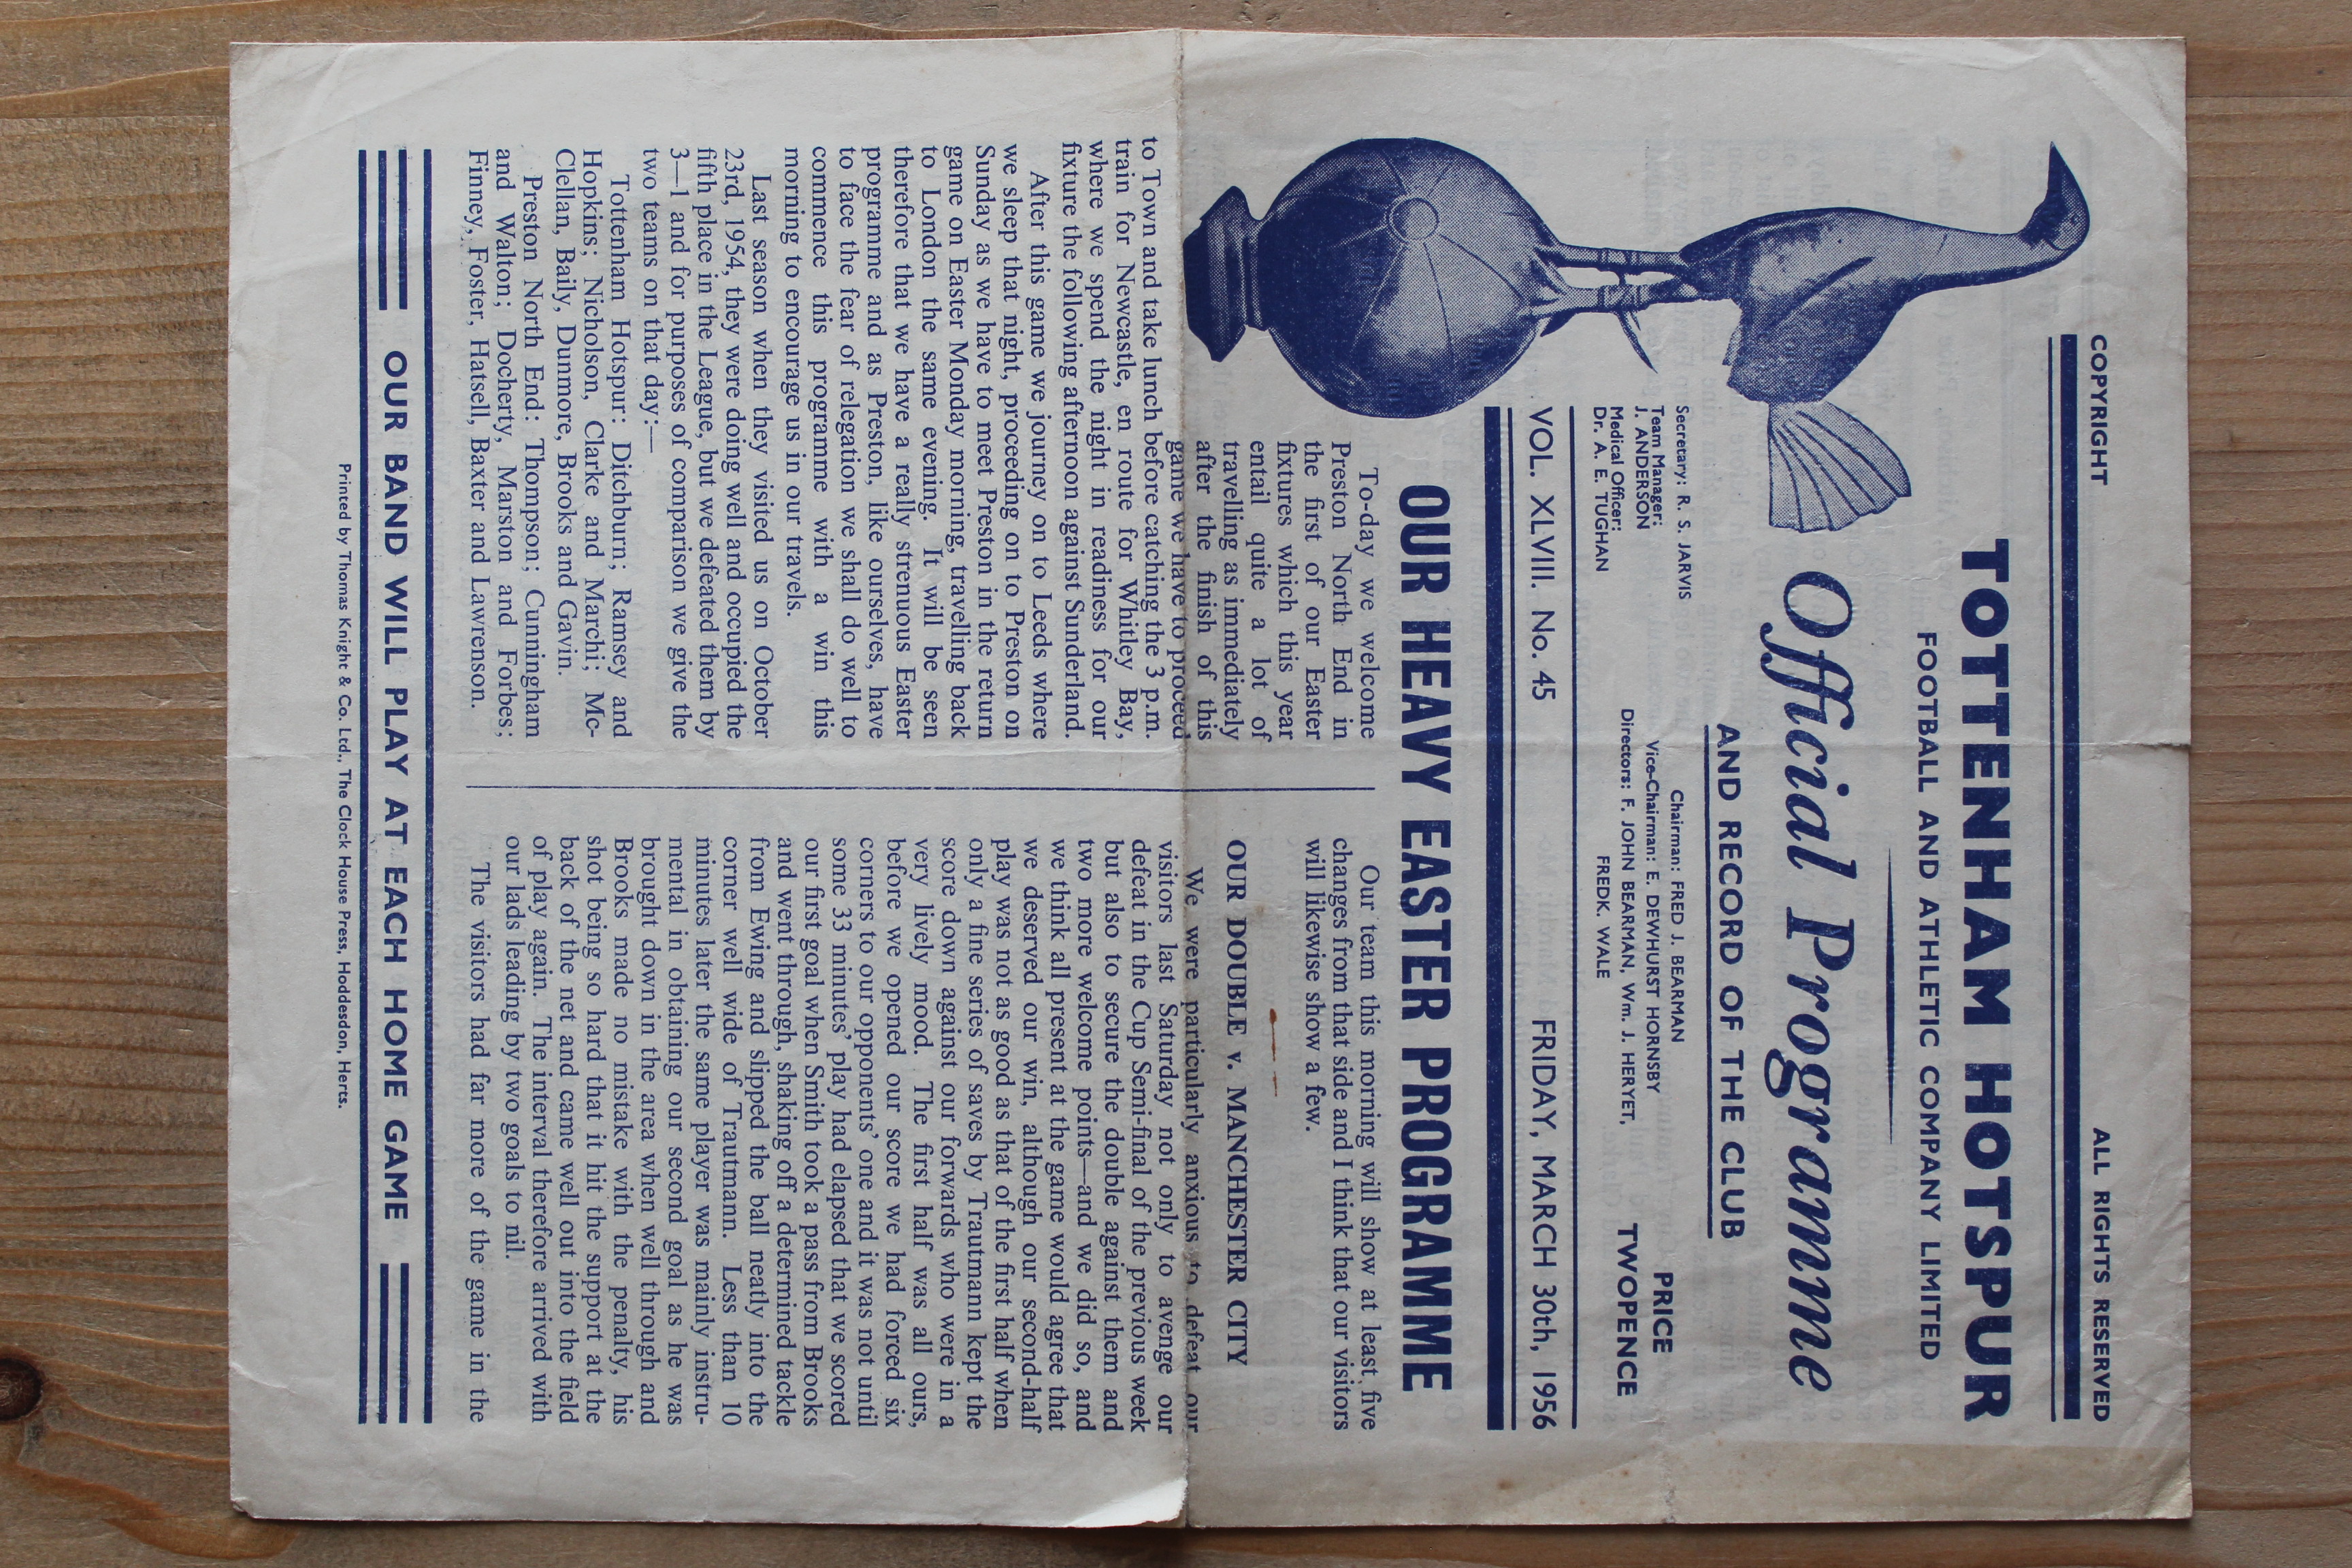 COPYRIGHT
ALL RIGHTS RESERVED
TOTTENHAM HOTSPUR
FOOTBALL AND ATHLETIC COMPANY LIMITED
Official Programme
AND RECORD OF THE CLUB
Secretary: R. S. JARVIS
Team Manager:
J. ANDERSON
Medical Officer:
Dr. A. E. TUGHAN
Chairman: FRED J. BEARMAN
Vice-Chairman: E. DEWHURST HORNSBY
Directors: F. JOHN BEARMAN, Wm. J. HERYET,
FREDK. WALE
PRICE
TWOPENCE
VOL. XLVIII. No. 45
FRIDAY, MARCH 30th, 1956
OUR HEAVY EASTER PROGRAMME
To-day we welcome
Preston North End in
the first of our Easter
fixtures which this year
entail quite a lot of
travelling as immediately
after the finish of this
game we have to proceed
to Town and take lunch before catching the 3 p.m.
train for Newcastle, en route for Whitley Bay,
where we spend the night in readiness for our
fixture the following afternoon against Sunderland.
After this game we journey on to Leeds where
we sleep that night, proceeding on to Preston on
Sunday as we have to meet Preston in the return
game on Easter Monday morning, travelling back
to London the same evening. It will be seen
therefore that we have a really strenuous Easter
programme and as Preston, like ourselves, have
to face the fear of relegation we shall do well to
commence this programme with a win this
morning to encourage us in our travels.
Last season when they visited us on October
23rd, 1954, they were doing well and occupied the
fifth place in the League, but we defeated them by
3—1 and for purposes of comparison we give the
two teams on that day:—
Tottenham Hotspur: Ditchburn; Ramsey and
Hopkins; Nicholson, Clarke and Marchi; Mc-
Clellan, Baily, Dunmore, Brooks and Gavin.
Preston North End: Thompson; Cunningham
and Walton; Docherty, Marston and Forbes;
Finney, Foster, Hatsell, Baxter and Lawrenson.
Our team this morning will show at least five
changes from that side and I think that our visitors
will likewise show a few.
OUR DOUBLE v. MANCHESTER CITY
We were particularly anxious to defeat our
visitors last Saturday not only to avenge our
defeat in the Cup Semi-final of the previous week
but also to secure the double against them and
two more welcome points—and we did so, and
we think all present at the game would agree that
we deserved our win, although our second-half
play was not as good as that of the first half when
only a fine series of saves by Trautmann kept the
score down against our forwards who were in a
very lively mood. The first half was all ours,
before we opened our score we had forced six
corners to our opponents' one and it was not until
some 33 minutes' play had elapsed that we scored
our first goal when Smith took a pass from Brooks
and went through, shaking off a determined tackle
from Ewing and slipped the ball neatly into the
corner well wide of Trautmann. Less than 10
minutes later the same player was mainly instru-
mental in obtaining our second goal as he was
brought down in the area when well through and
Brooks made no mistake with the penalty, his
shot being so hard that it hit the support at the
back of the net and came well out into the field
of play again. The interval therefore arrived with
our lads leading by two goals to nil.
The visitors had far more of the game in the
OUR BAND WILL PLAY AT EACH HOME GAME
Printed by Thomas Knight & Co. Ltd., The Clock House Press, Hoddesdon, Herts.